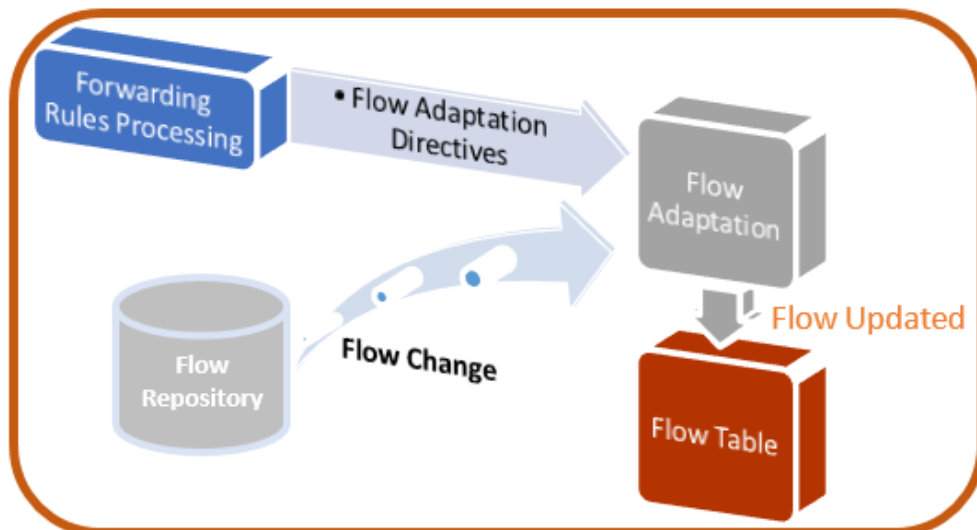 Forwarding
Rules Processing
• Flow Adaptation
Directives
Flow
Adaptation
Flow Updated
Flow Change
Flow
Repository
Flow Table